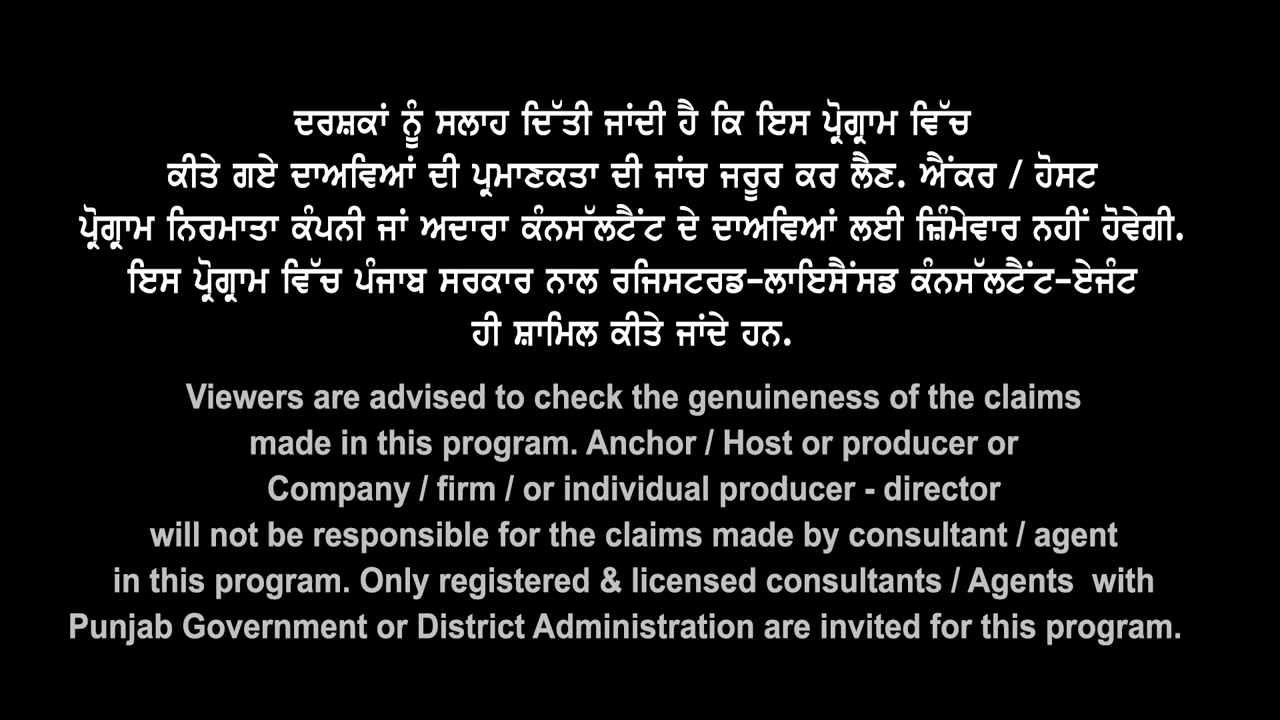 ਦਰਸ਼ਕਾਂ ਨੂੰ ਸਲਾਹ ਦਿੱਤੀ ਜਾਂਦੀ ਹੈ ਕਿ ਇਸ ਪ੍ਰੋਗ੍ਰਾਮ ਵਿੱਚ
ਕੀਤੇ ਗਏ ਦਾਅਵਿਆਂ ਦੀ ਪ੍ਰਮਾਣਕਤਾ ਦੀ ਜਾਂਚ ਜਰੂਰ ਕਰ ਲੈਣ. ਐਂਕਰ / ਹੋਸਟ
ਪ੍ਰੋਗ੍ਰਾਮ ਨਿਰਮਾਤਾ ਕੰਪਨੀ ਜਾਂ ਅਦਾਰਾ ਕੰਨਸੱਲਟੈਂਟ ਦੇ ਦਾਅਵਿਆਂ ਲਈ ਜ਼ਿੰਮੇਵਾਰ ਨਹੀਂ ਹੋਵੇਗੀ.
ਇਸ ਪ੍ਰੋਗ੍ਰਾਮ ਵਿੱਚ ਪੰਜਾਬ ਸਰਕਾਰ ਨਾਲ ਰਜਿਸਟਰਡ-ਲਾਇਸੈਂਸਡ ਕੰਨਸੱਲਟੈਂਟ-ਏਜੰਟ
ਹੀ ਸ਼ਾਮਿਲ ਕੀਤੇ ਜਾਂਦੇ ਹਨ.
Viewers are advised to check the genuineness of the claims
made in this program. Anchor / Host or producer or
Company / firm / or individual producer - director
will not be responsible for the claims made by consultant / agent
in this program. Only registered & licensed consultants / Agents with
Punjab Government or District Administration are invited for this program.